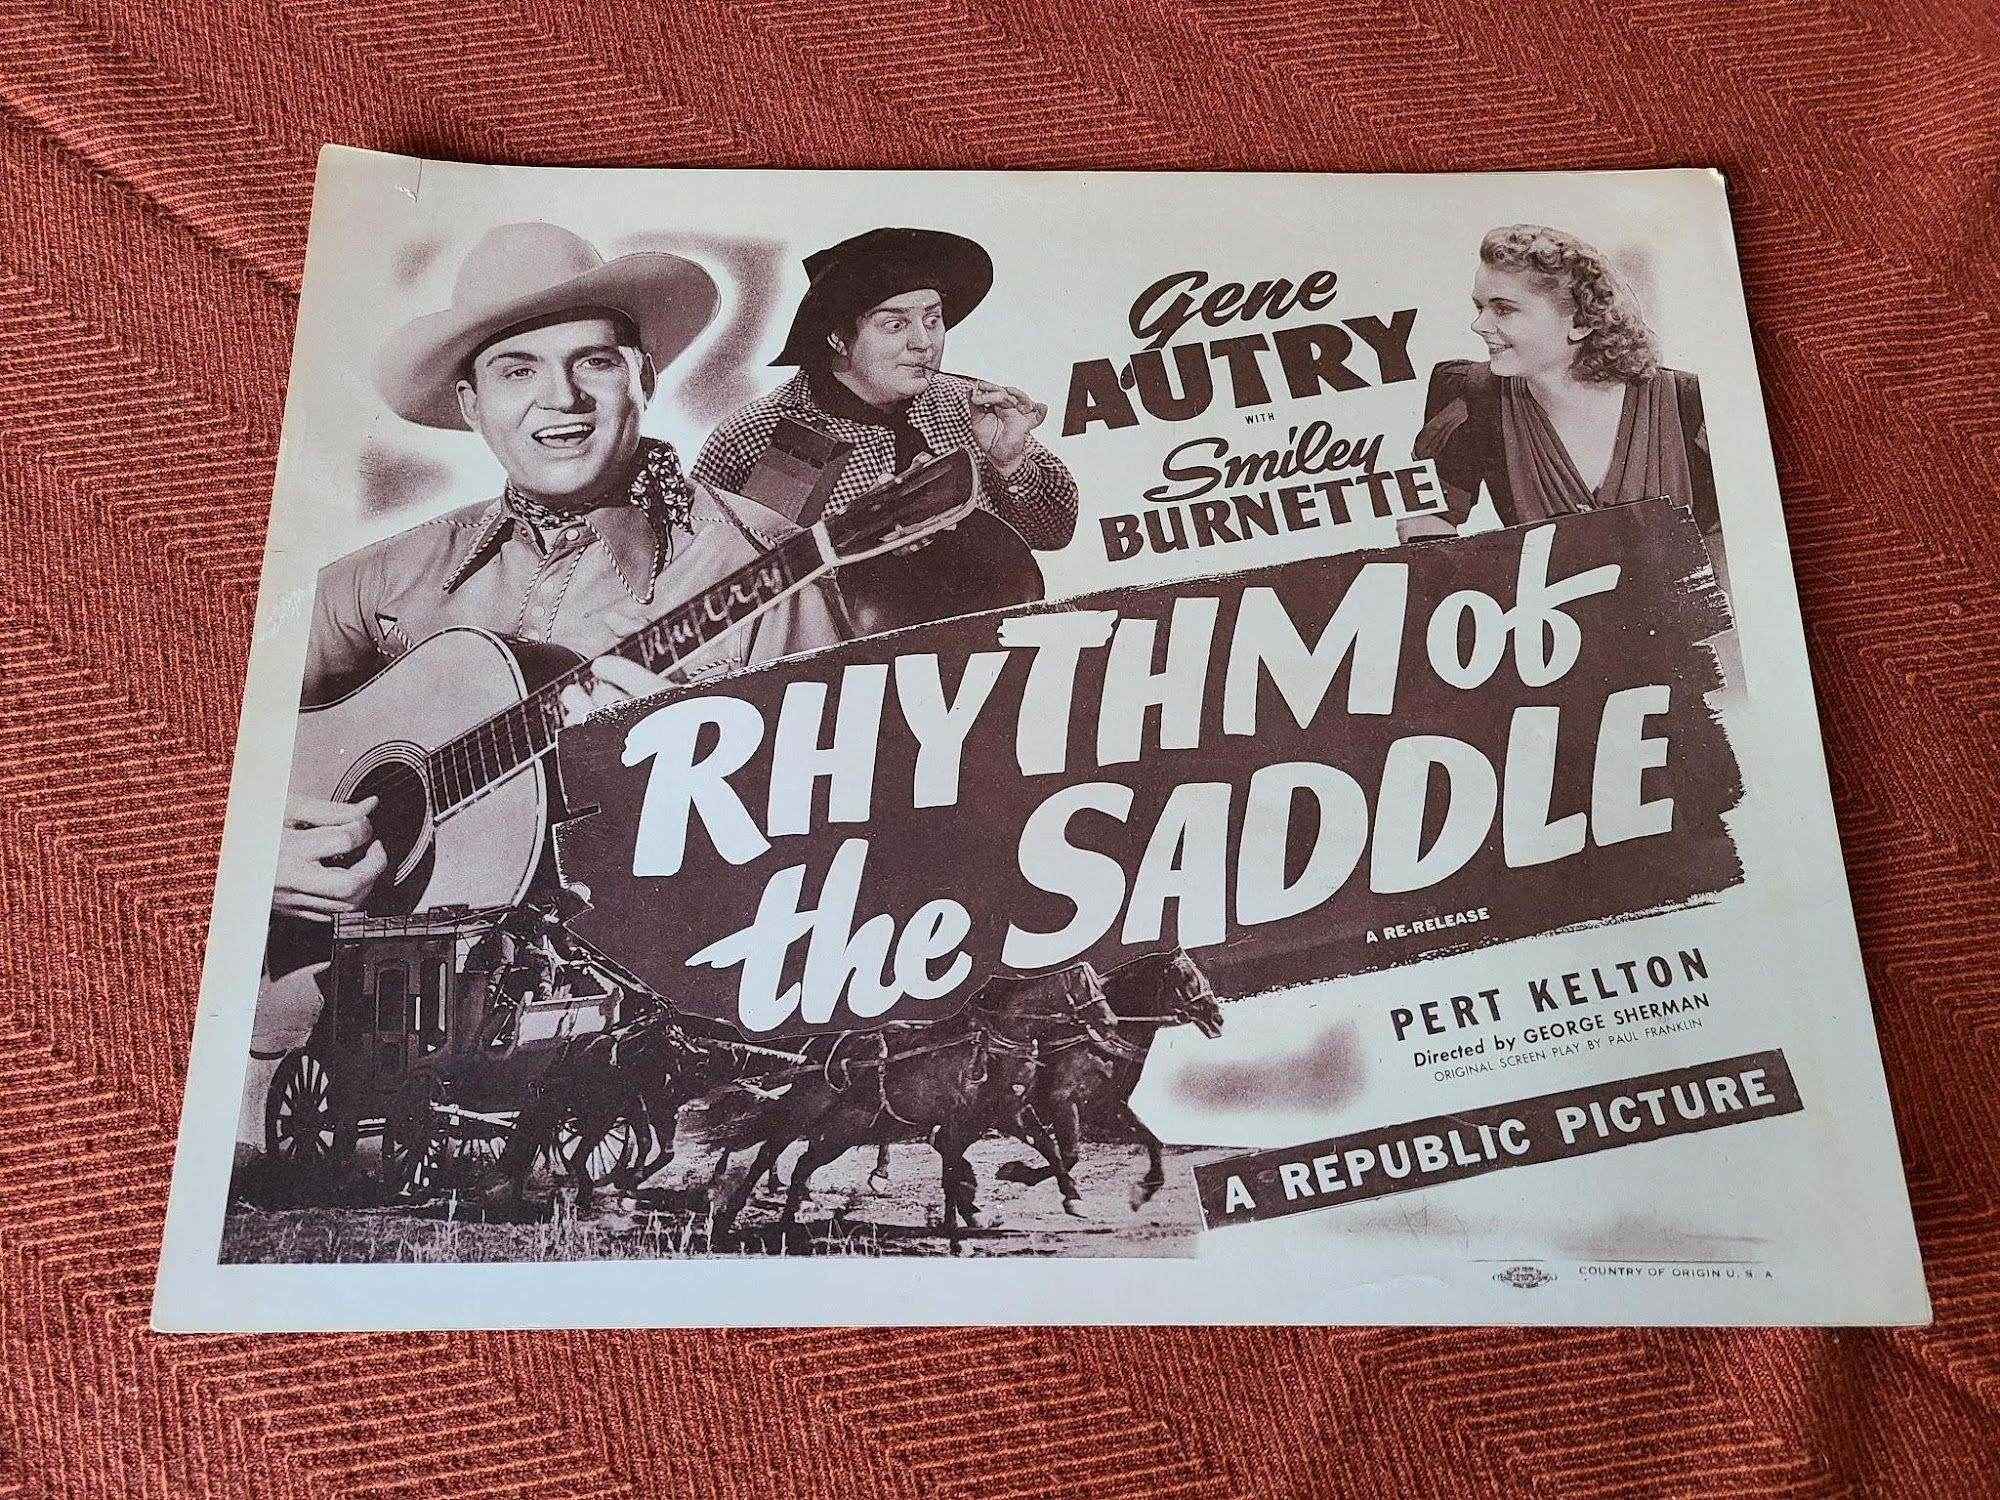 Gene
AUTRY
WITH
Smiley
BURNETTE
RHYTHM of
the SADDLE
A RE-RELEASE
PERT KELTON
Directed by GEORGE SHERMAN
ORIGINAL SCREEN PLAY BY PAUL FRANKLIN
A REPUBLIC PICTURE
COUNTRY OF ORIGIN U. S. A